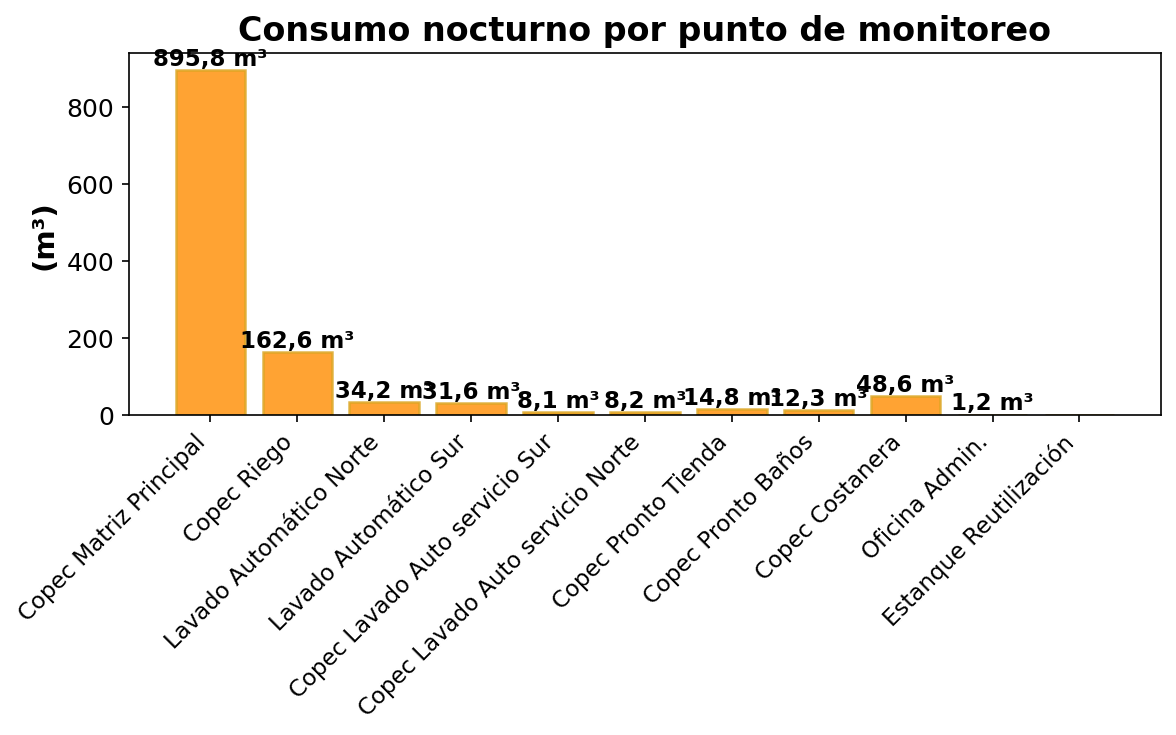 Consumo nocturno por punto de monitoreo
(m³)
800
600
400
200
0
895,8 m³
162,6 m³
34,2 m³
31,6 m³
8,1 m³
8,2 m³
14,8 m³
12,3 m³
48,6 m³
1,2 m³
Copec Matriz Principal
Copec Riego
Lavado Automático Norte
Lavado Automático Sur
Copec Lavado Auto servicio Sur
Copec Lavado Auto servicio Norte
Copec Pronto Tienda
Copec Pronto Baños
Copec Costanera
Oficina Admin.
Estanque Reutilización